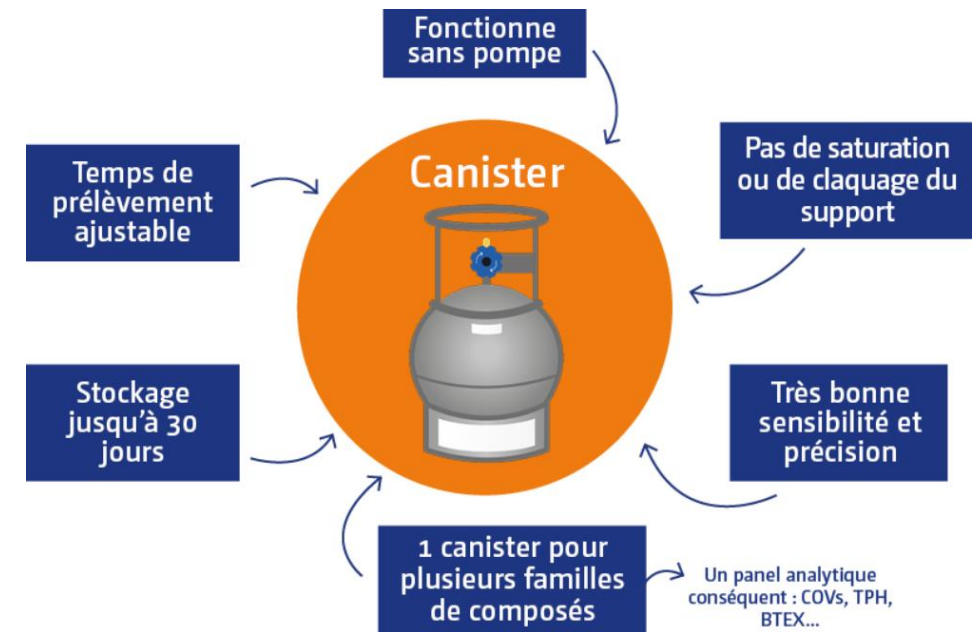 Fonctionne
sans pompe
Canister
Temps de
prélèvement
ajustable
Pas de saturation
ou de claquage du
support
Stockage
jusqu'à 30
jours
Très bonne
sensibilité et
précision
1 canister pour
plusieurs familles
de composés
Un panel analytique
conséquent : COVs, TPH,
BTEX...